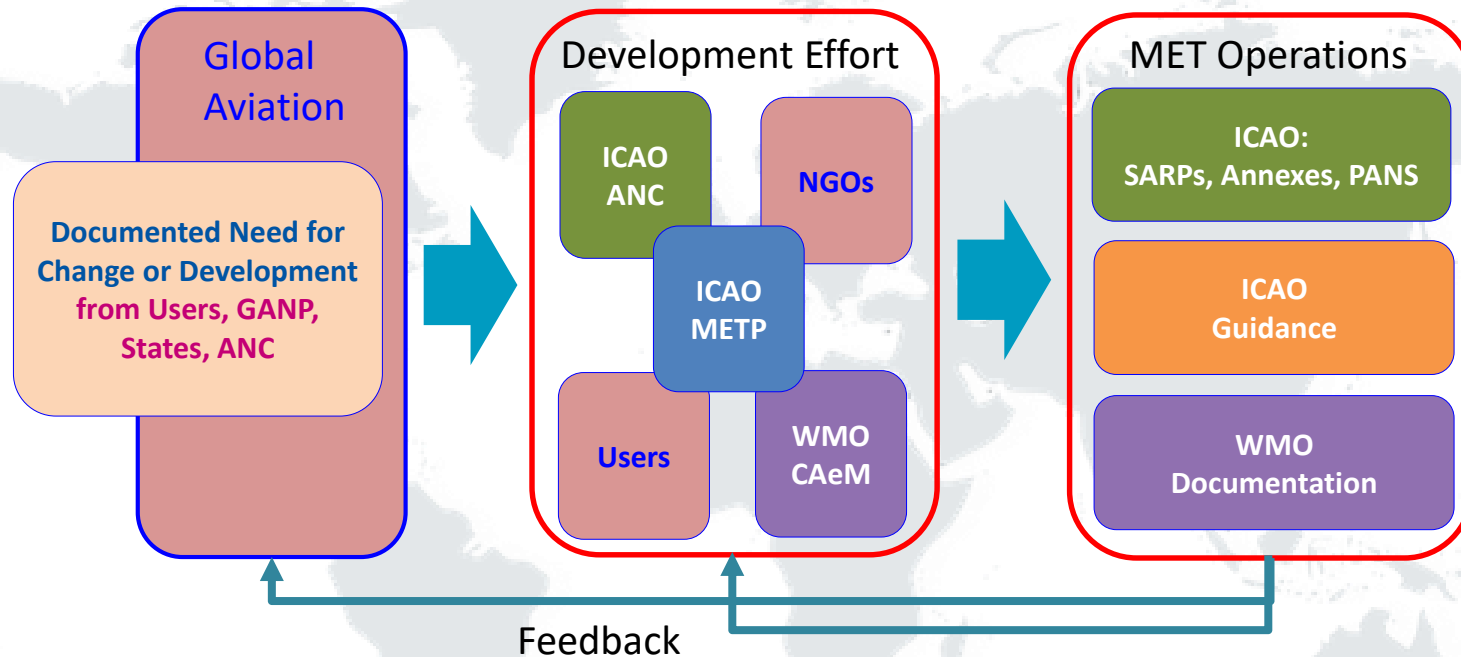 Global
Aviation
Documented Need for
Change or Development
from Users, GANP,
States, ANC
Development Effort
ICAO
ANC
NGOs
ICAO
METP
Users
WMO
CAeM
MET Operations
ICAO:
SARPs, Annexes, PANS
ICAO
Guidance
WMO
Documentation
Feedback